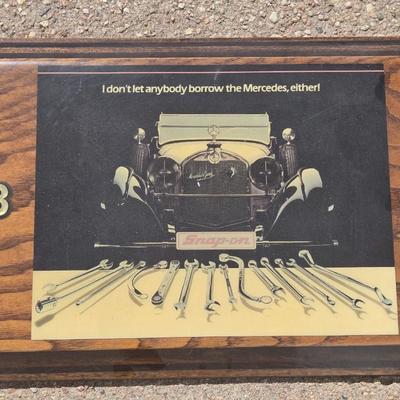 I don't let anybody borrow the Mercedes, either!
Snap-on